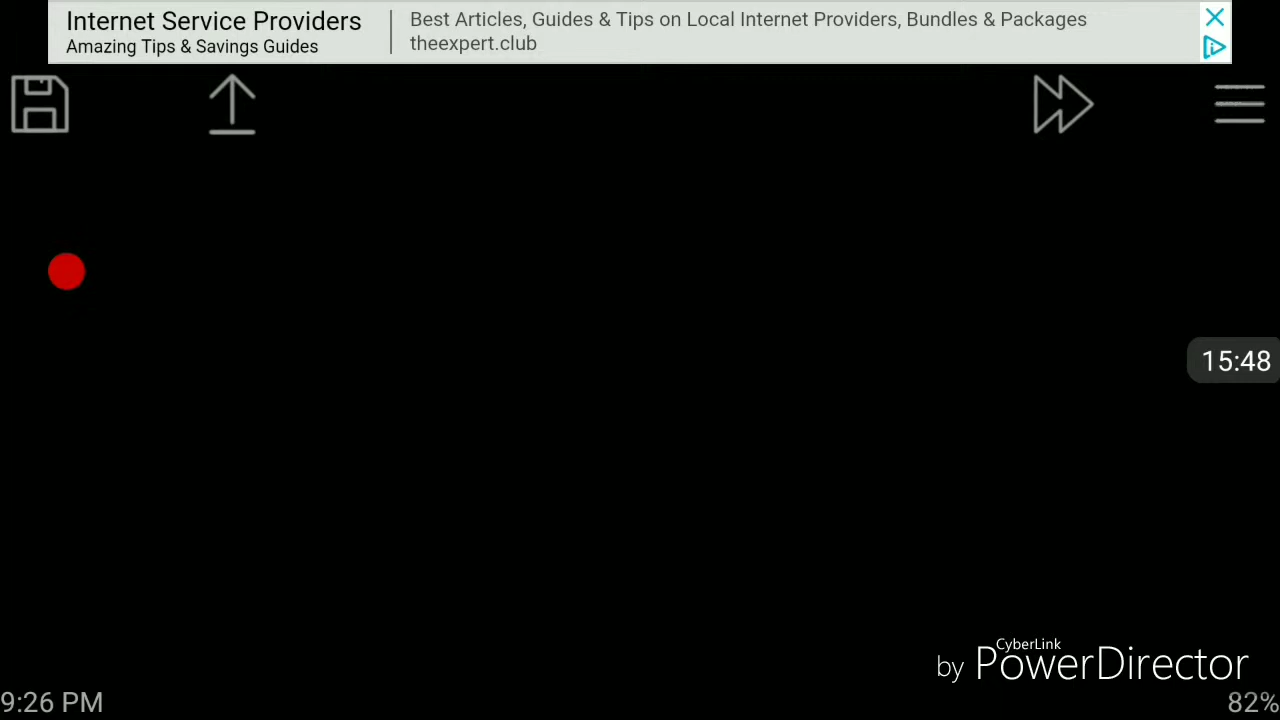 Internet Service Providers
Amazing Tips & Savings Guides
Best Articles, Guides & Tips on Local Internet Providers, Bundles & Packages
theexpert.club
15:48
CyberLink
by PowerDirector
9:26 PM
82%